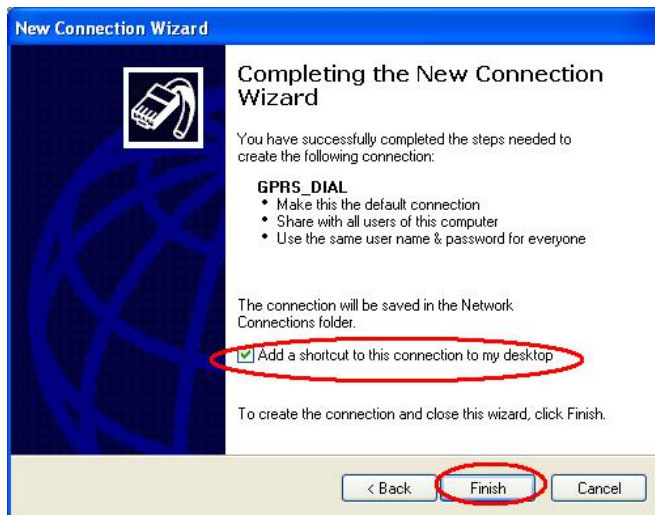 New Connection Wizard
Completing the New Connection
Wizard
You have successfully completed the steps needed to
create the following connection:
GPRS_DIAL
• Make this the default connection
• Share with all users of this computer
• Use the same user name & password for everyone
The connection will be saved in the Network
Connections folder.
Add a shortcut to this connection to my desktop
To create the connection and close this wizard, click Finish.
< Back Finish Cancel